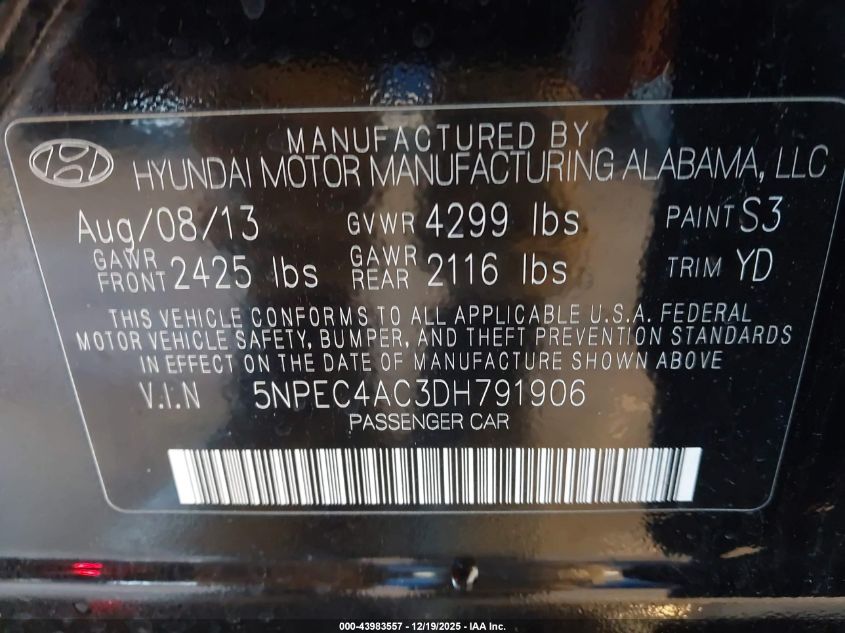 MANUFACTURED BY
HYUNDAI MOTOR MANUFACTURING ALABAMA, LLC
Aug/08/13 GVWR 4299 lbs PAINT S3
GAWR FRONT 2425 lbs GAWR REAR 2116 lbs TRIM YD
THIS VEHICLE CONFORMS TO ALL APPLICABLE U.S.A. FEDERAL
MOTOR VEHICLE SAFETY, BUMPER, AND THEFT PREVENTION STANDARDS
IN EFFECT ON THE DATE OF MANUFACTURE SHOWN ABOVE
V.I.N 5NPEC4AC3DH791906
PASSENGER CAR
000-43983557 - 12/19/2025 - IAA Inc.